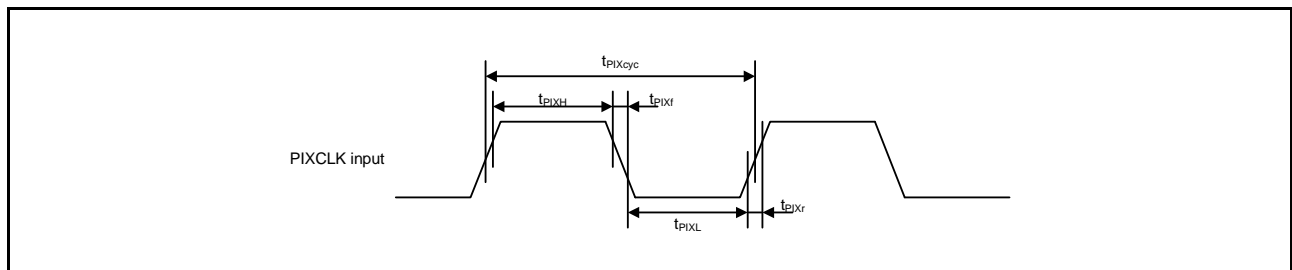 tPIXcyc
tPIXH
tPIXf
PIXCLK input
tPIXL
tPIXr